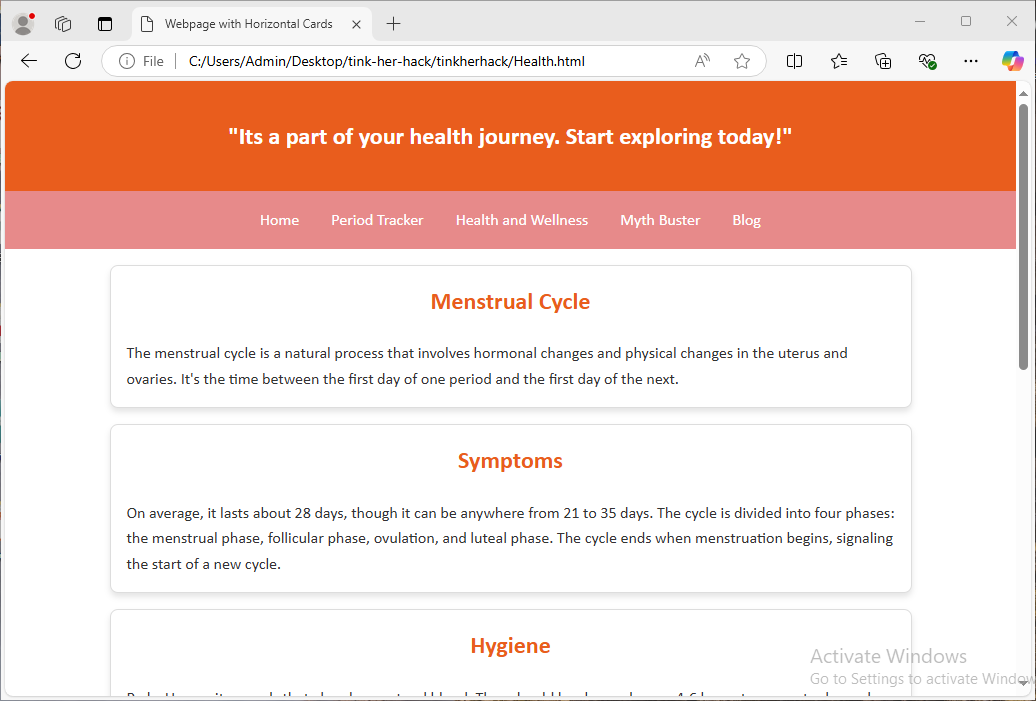 Webpage with Horizontal Cards
File
C:/Users/Admin/Desktop/tink-her-hack/tinkherhack/Health.html
"Its a part of your health journey. Start exploring today!"
Home Period Tracker Health and Wellness Myth Buster Blog
Menstrual Cycle
The menstrual cycle is a natural process that involves hormonal changes and physical changes in the uterus and
ovaries. It's the time between the first day of one period and the first day of the next.
Symptoms
On average, it lasts about 28 days, though it can be anywhere from 21 to 35 days. The cycle is divided into four phases:
the menstrual phase, follicular phase, ovulation, and luteal phase. The cycle ends when menstruation begins, signaling
the start of a new cycle.
Hygiene
Activate Windows
Go to Settings to activate Window